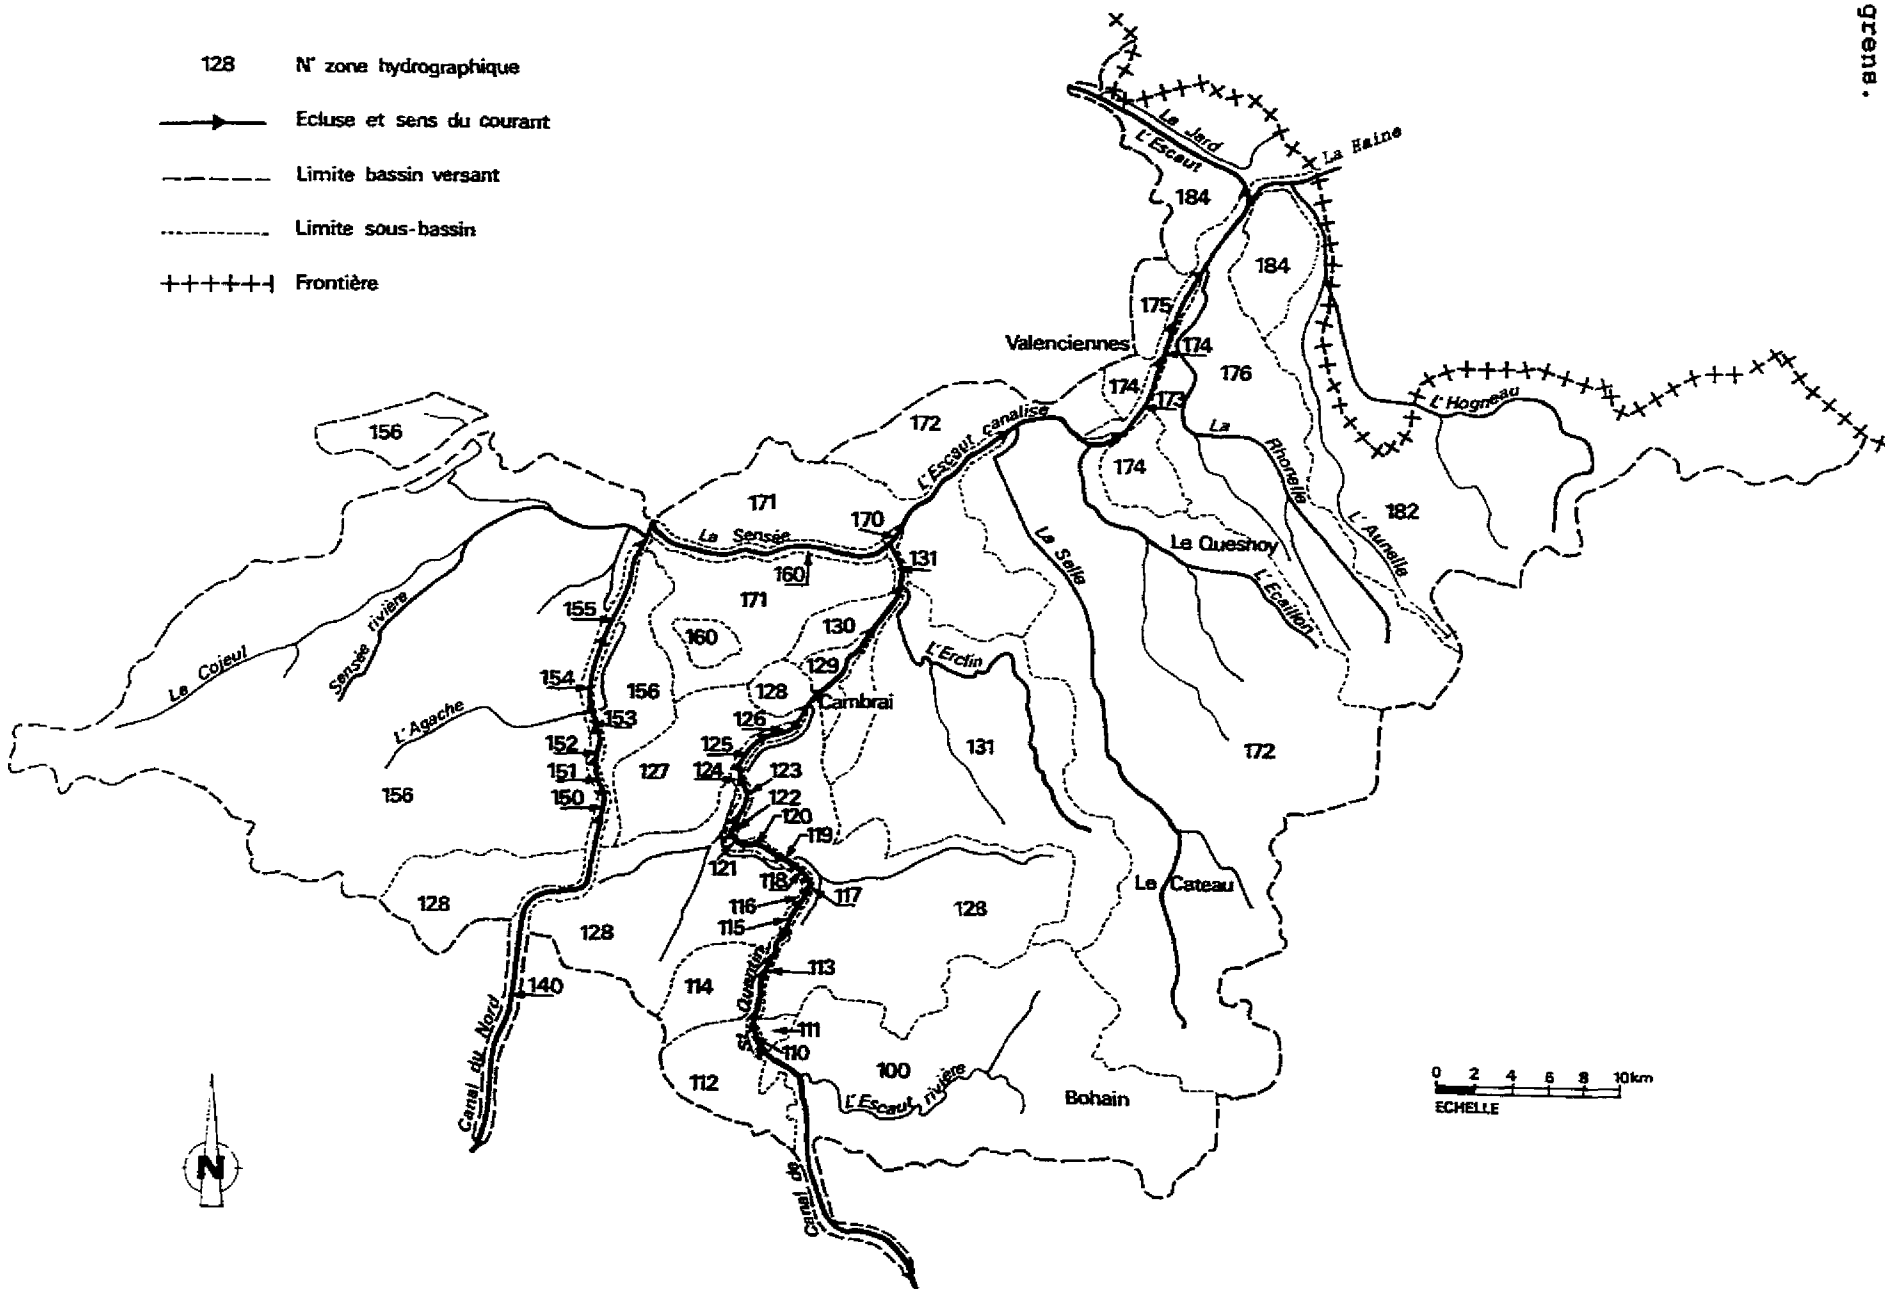 grens.
128 N° zone hydrographique
Ecluse et sens du courant
Limite bassin versant
Limite sous-bassin
Frontière
Le Jard
L'Escaut
La Haine
184
184
175
Valenciennes
174
176
174
173
L'Hogneau
156
172
L'Escaut canalisé
La
Rhonelle
174
171
170
La Sensée
182
L'Aunelle
Le Quesnoy
La Selle
131
160
171
L'Ecaillon
155
Sensée rivière
130
160
Le Cojeul
L'Erclin
129
154
156
128
Cambrai
L'Agache
153
126
152
125
131
172
151
127
124
123
156
150
122
120
119
121
118
Le Cateau
117
128
116
128
115
128
St. Quentin
113
114
140
Canal du Nord
111
110
100
112
L'Escaut rivière
Bohain
0 2 4 6 8 10 km
ECHELLE
N
Canal de